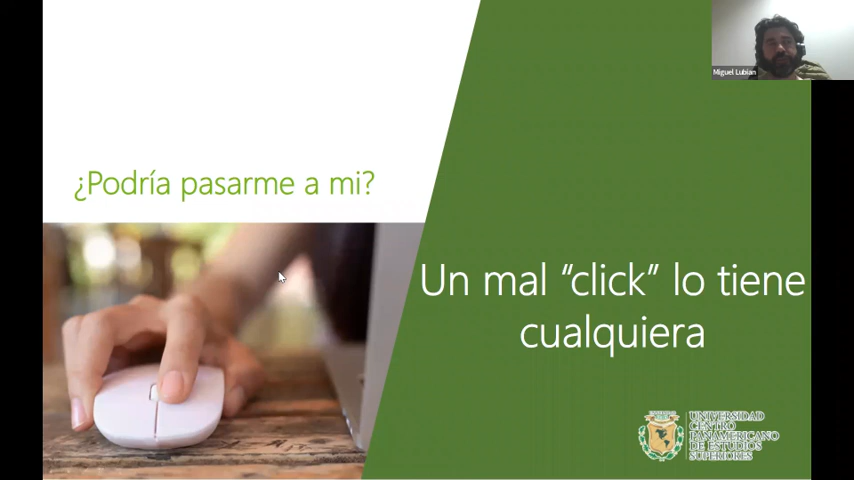 Miguel Lubian
¿Podría pasarme a mi?
Un mal “click” lo tiene
cualquiera
UNIVERSIDAD
CENTRO
PANAMERICANO
DE ESTUDIOS
SUPERIORES